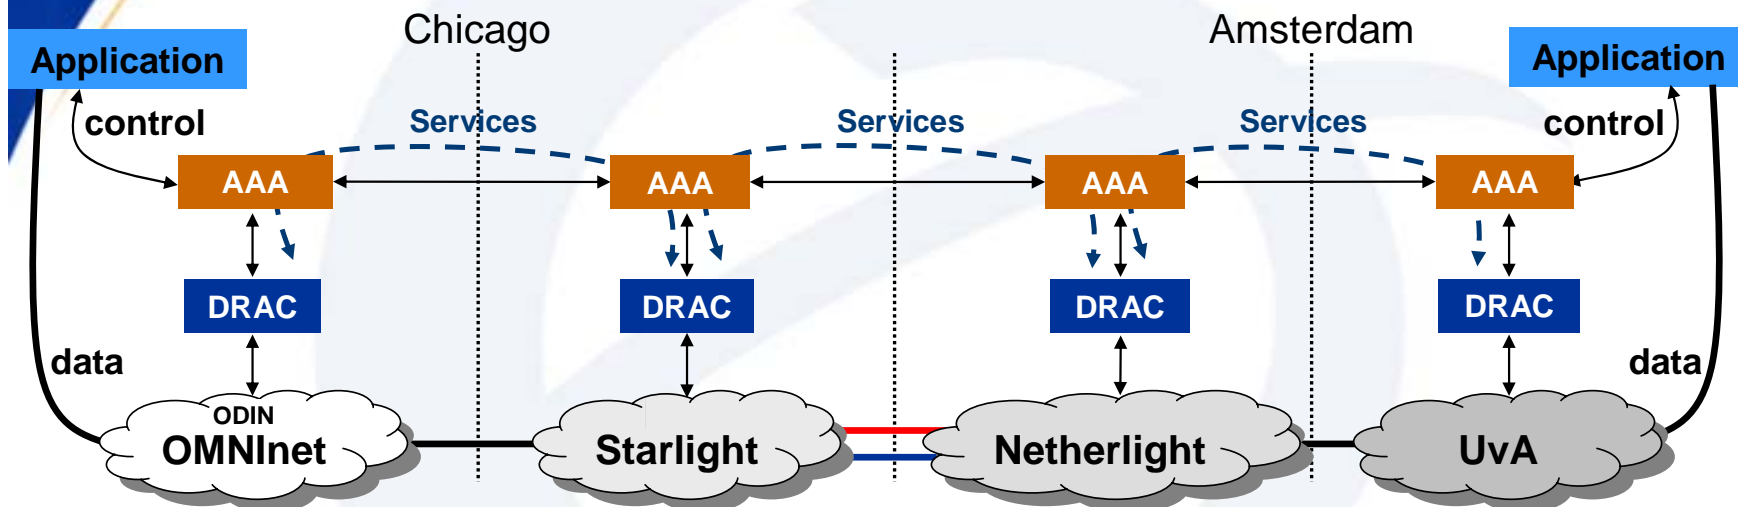 Chicago
Amsterdam
Application
Application
control
Services
Services
Services
control
AAA
AAA
AAA
AAA
DRAC
DRAC
DRAC
DRAC
data
data
ODIN
OMNInet
Starlight
Netherlight
UvA